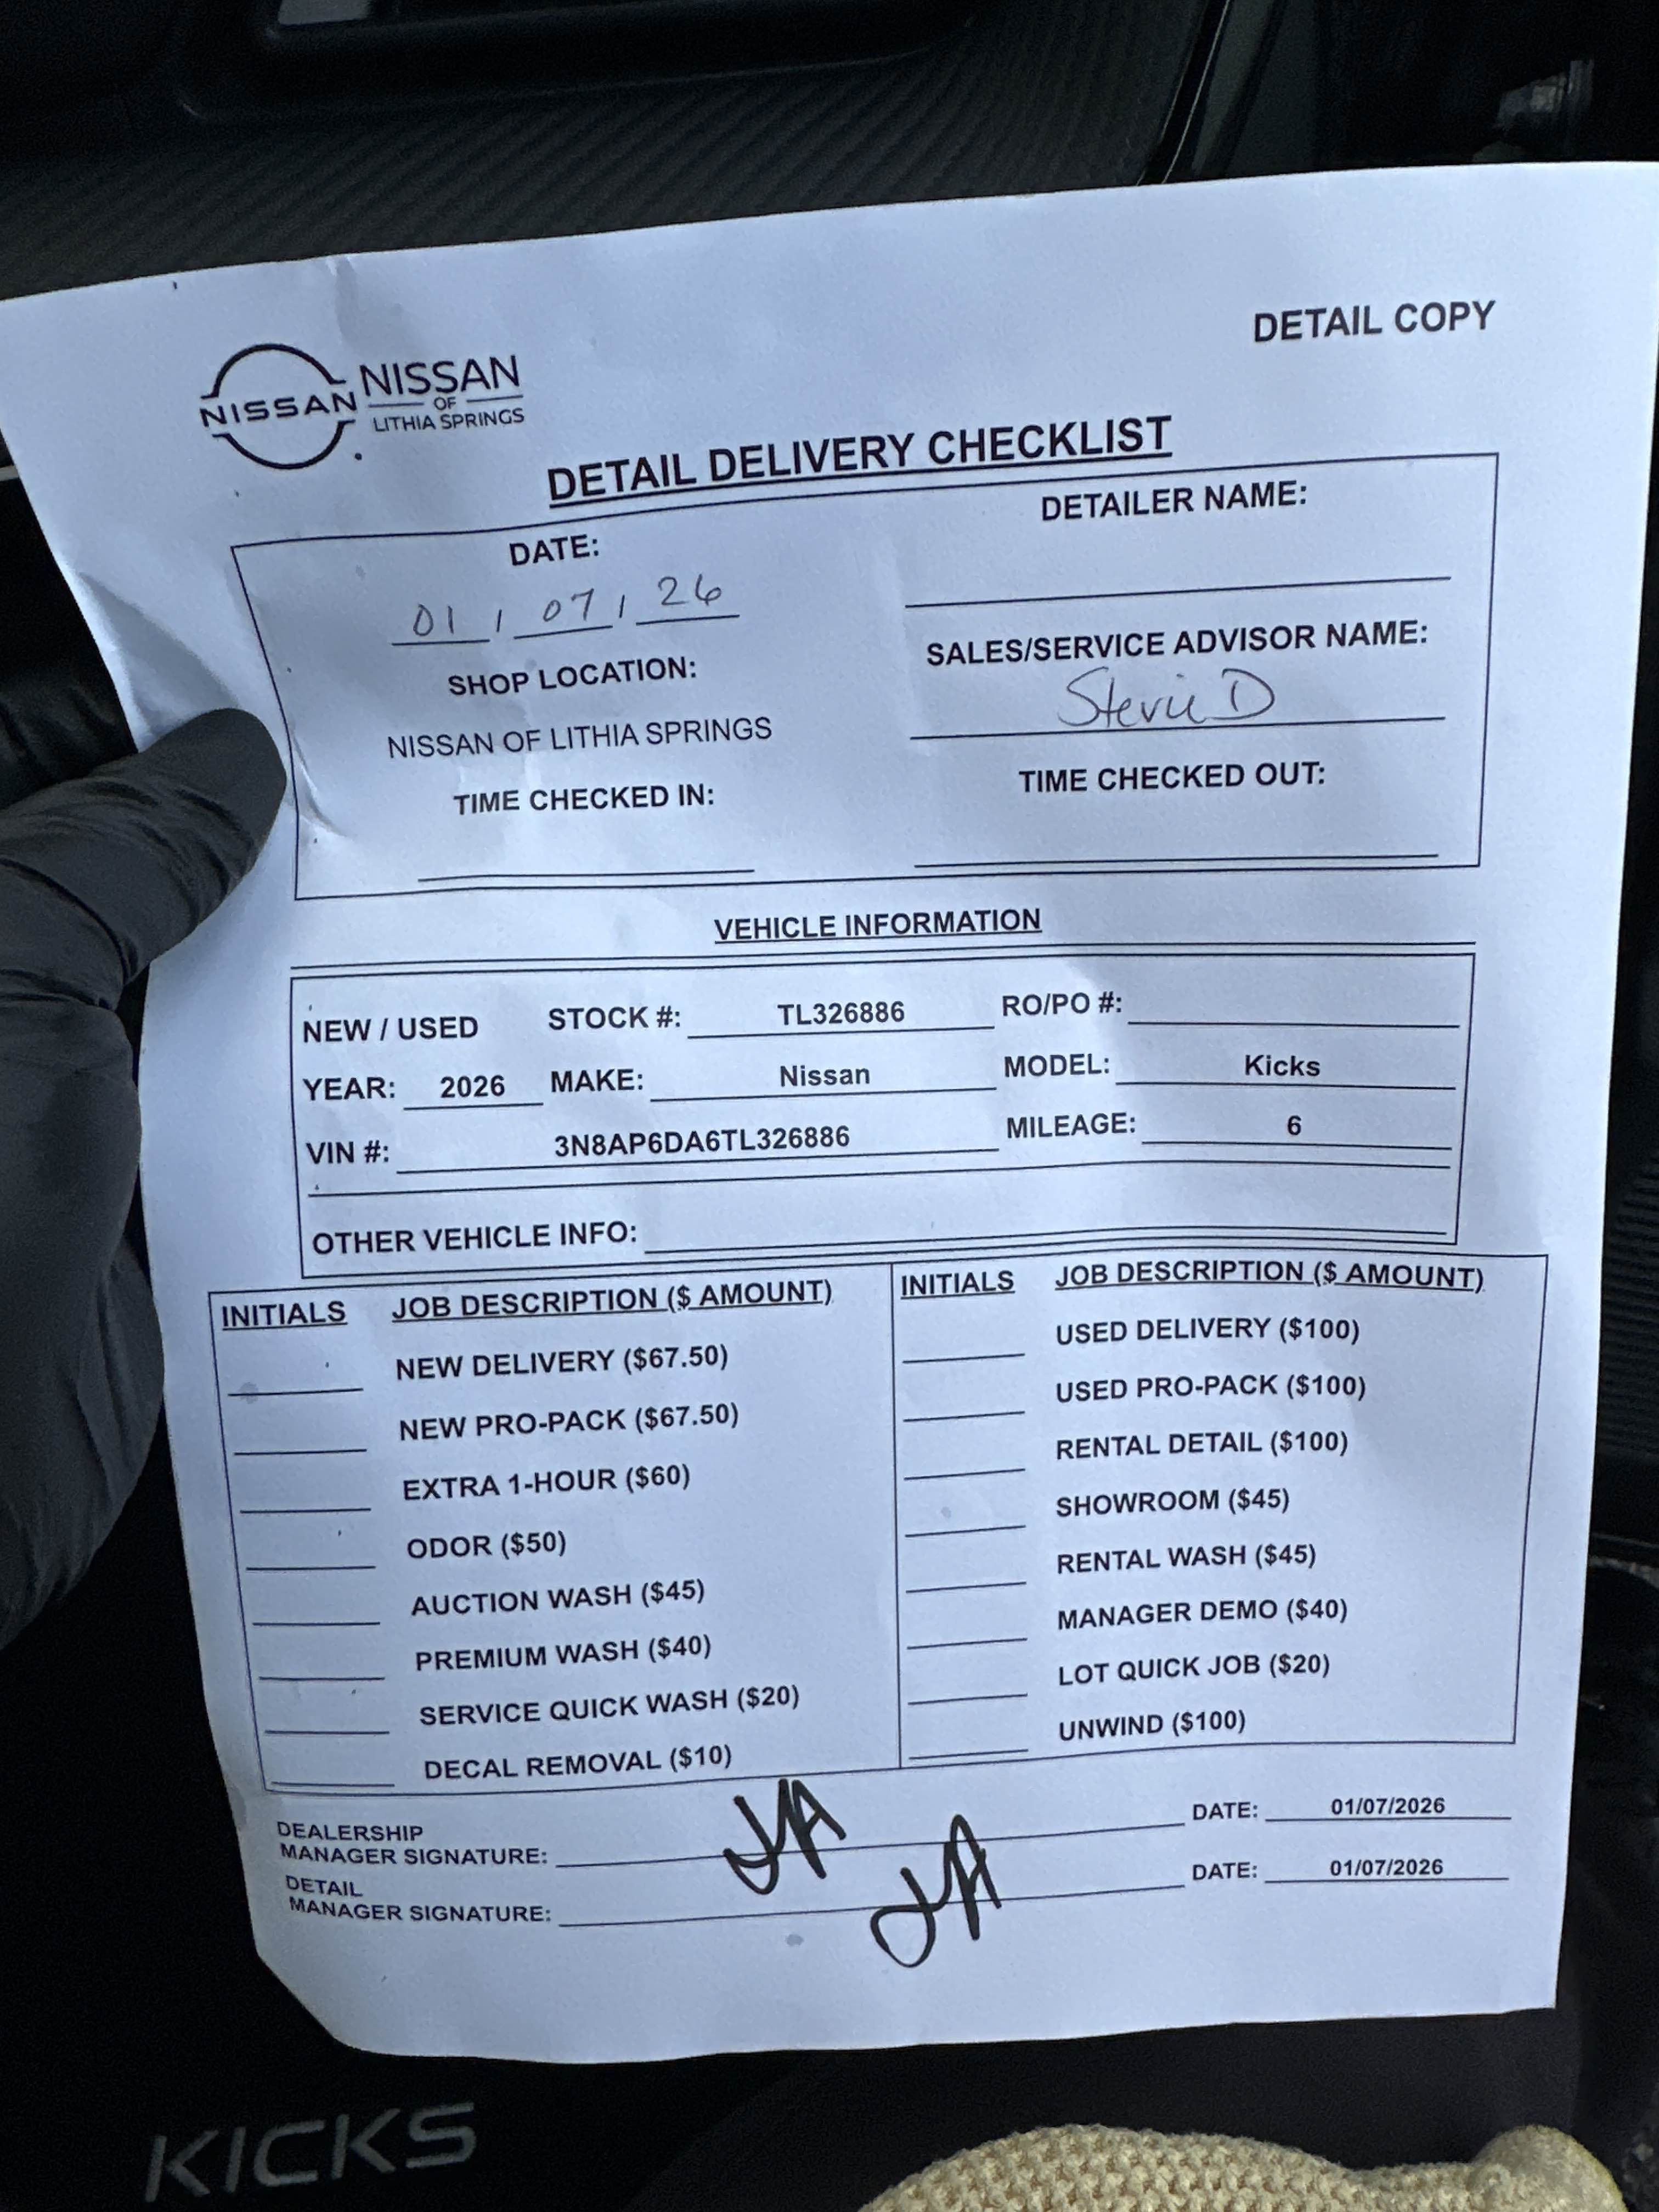 DETAIL COPY
NISSAN NISSAN
OF
LITHIA SPRINGS
DETAIL DELIVERY CHECKLIST
DATE:
01 / 07 / 26
SHOP LOCATION:
NISSAN OF LITHIA SPRINGS
TIME CHECKED IN:
DETAILER NAME:
SALES/SERVICE ADVISOR NAME:
Stevie D
TIME CHECKED OUT:
VEHICLE INFORMATION
NEW / USED STOCK #: TL326886 RO/PO #:
YEAR: 2026 MAKE: Nissan MODEL: Kicks
VIN #: 3N8AP6DA6TL326886 MILEAGE: 6
OTHER VEHICLE INFO:
INITIALS JOB DESCRIPTION ($ AMOUNT)
NEW DELIVERY ($67.50)
NEW PRO-PACK ($67.50)
EXTRA 1-HOUR ($60)
ODOR ($50)
AUCTION WASH ($45)
PREMIUM WASH ($40)
SERVICE QUICK WASH ($20)
DECAL REMOVAL ($10)
INITIALS JOB DESCRIPTION ($ AMOUNT)
USED DELIVERY ($100)
USED PRO-PACK ($100)
RENTAL DETAIL ($100)
SHOWROOM ($45)
RENTAL WASH ($45)
MANAGER DEMO ($40)
LOT QUICK JOB ($20)
UNWIND ($100)
DEALERSHIP
MANAGER SIGNATURE: JA DATE: 01/07/2026
DETAIL
MANAGER SIGNATURE: JA DATE: 01/07/2026
KICKS